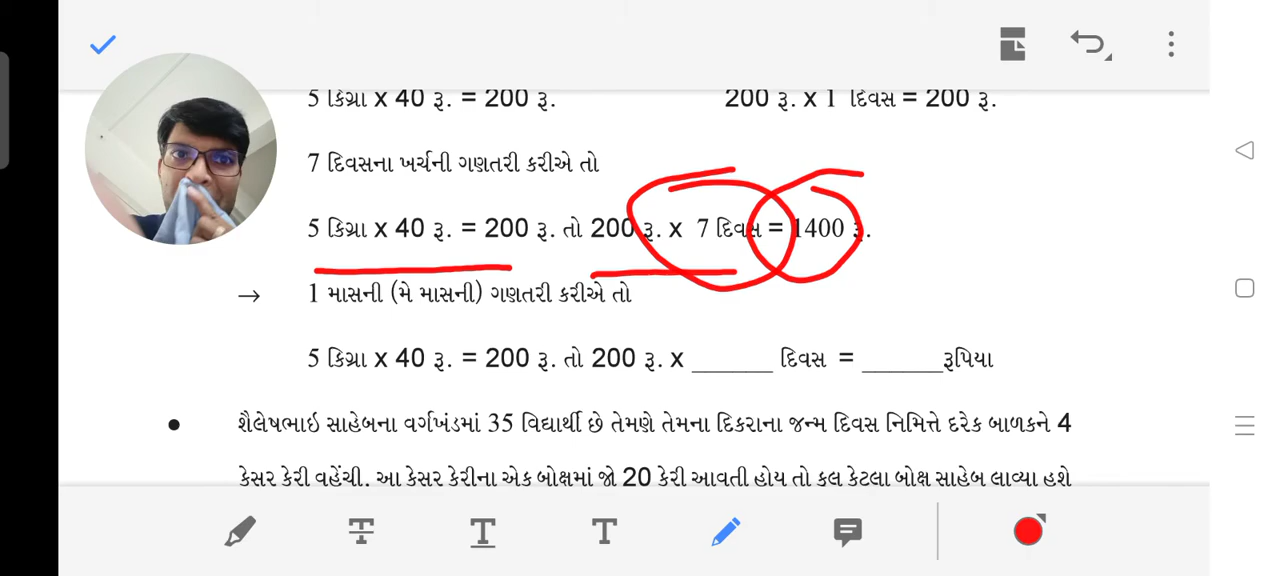 5 કિગ્રા x 40 રૂ. = 200 રૂ. 200 રૂ. x 1 દિવસ = 200 રૂ.
7 દિવસના ખર્ચની ગણતરી કરીએ તો
5 કિગ્રા x 40 રૂ. = 200 રૂ. તો 200 રૂ. x 7 દિવસ = 1400 રૂ.
→ 1 માસની (મે માસની) ગણતરી કરીએ તો
5 કિગ્રા x 40 રૂ. = 200 રૂ. તો 200 રૂ. x ______ દિવસ = ______રૂપિયા
• શૈલેષભાઇ સાહેબના વર્ગખંડમાં 35 વિદ્યાર્થી છે તેમણે તેમના દિકરાના જન્મ દિવસ નિમિત્તે દરેક બાળકને 4
કેસર કેરી વહેંચી. આ કેસર કેરીના એક બોક્ષમાં જો 20 કેરી આવતી હોય તો કુલ કેટલા બોક્ષ સાહેબ લાવ્યા હશે